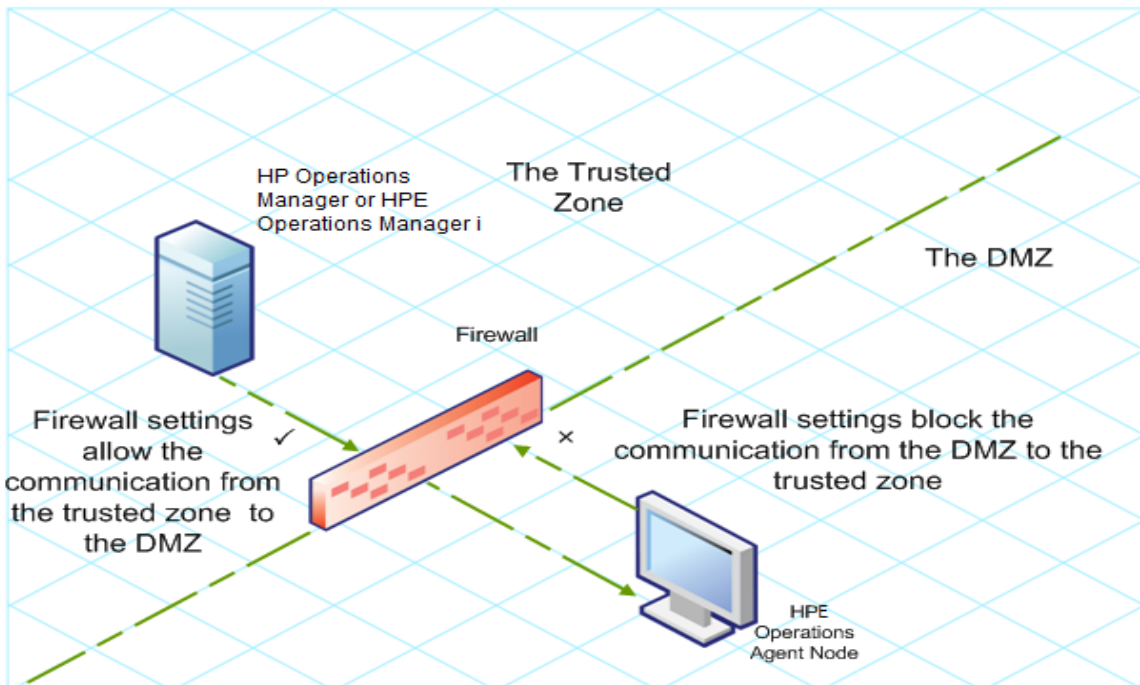 HP Operations
Manager or HPE
Operations Manager i
The Trusted
Zone
The DMZ
Firewall
Firewall settings
allow the
communication from
the trusted zone to
the DMZ
Firewall settings block the
communication from the DMZ to the
trusted zone
HPE
Operations
Agent Node